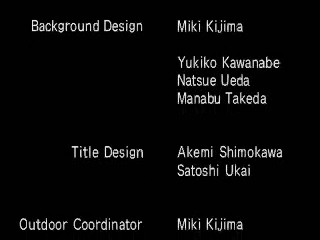 Background Design Miki Kijima
Yukiko Kawanabe
Natsue Ueda
Manabu Takeda
Title Design Akemi Shimokawa
Satoshi Ukai
Outdoor Coordinator Miki Kijima